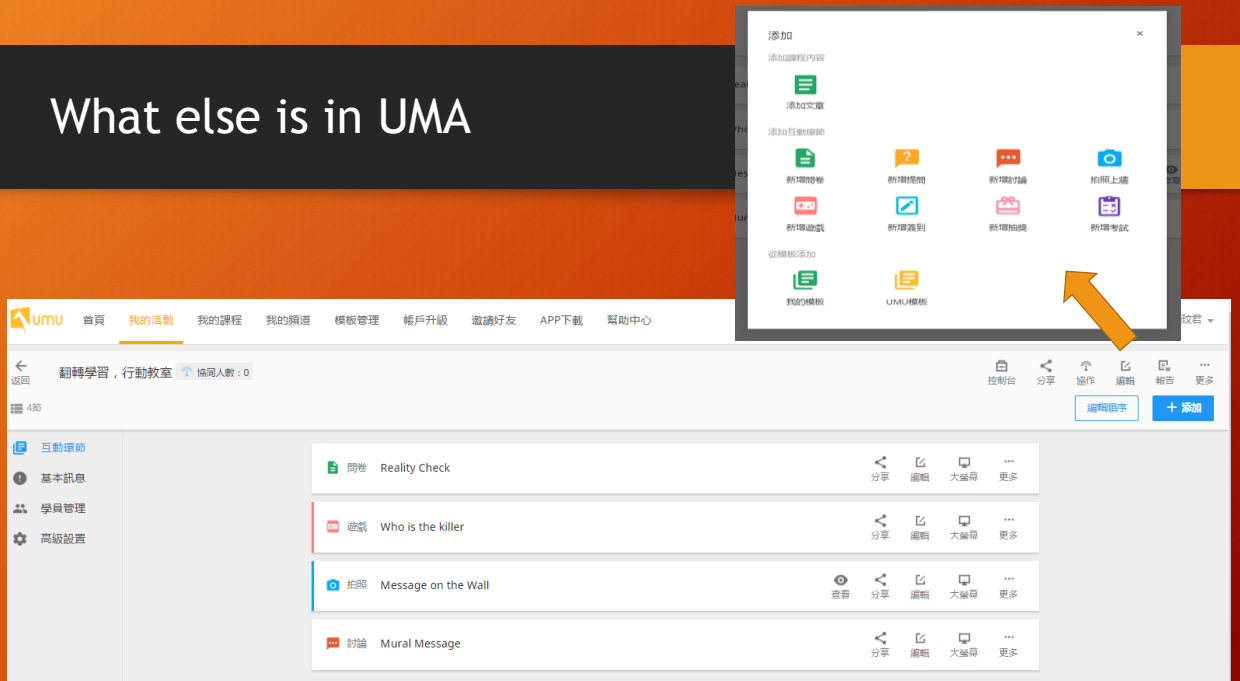 What else is in UMA
添加
×
添加課程內容
添加文章
添加互動環節
新增問卷 新增提問 新增討論 拍照上牆
新增遊戲 新增簽到 新增抽獎 新增考試
從模板添加
我的模板 UMU模板
umu 首頁 我的活動 我的課程 我的頻道 模板管理 帳戶升級 邀請好友 APP下載 幫助中心
玟君
返回 翻轉學習，行動教室 協同人數：0
控制台 分享 協作 編輯 報告 更多
4節
編輯順序 ＋ 添加
互動環節
基本訊息
學員管理
高級設置
問卷 Reality Check 分享 編輯 大螢幕 更多
遊戲 Who is the killer 分享 編輯 大螢幕 更多
拍照 Message on the Wall 查看 分享 編輯 大螢幕 更多
討論 Mural Message 分享 編輯 大螢幕 更多